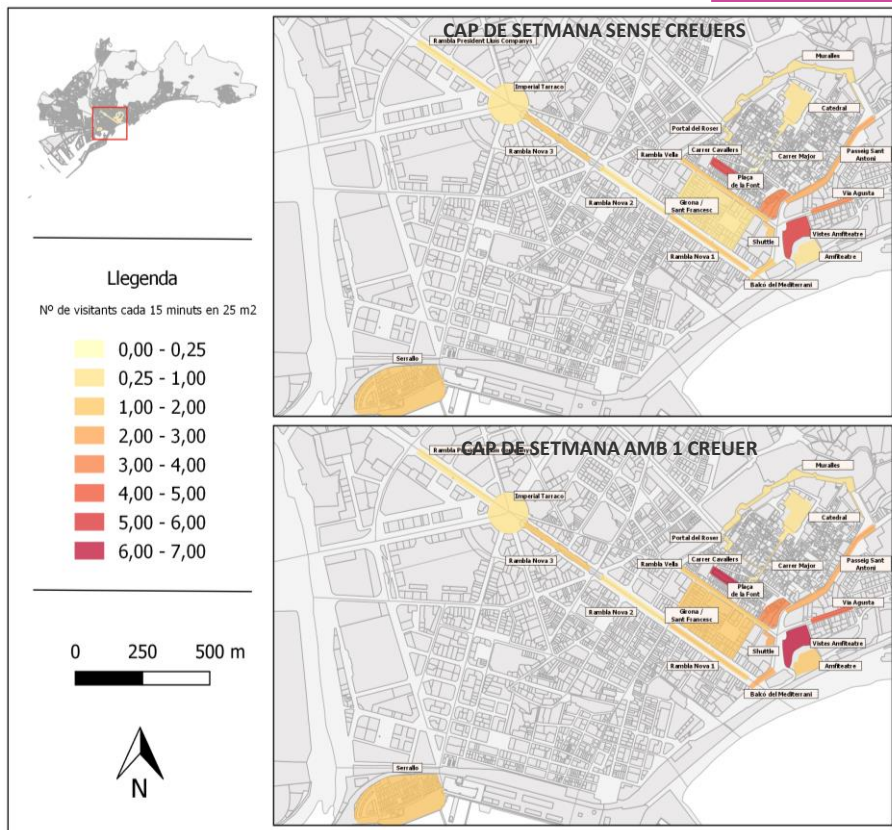 Llegenda
Nº de visitants cada 15 minuts en 25 m2
0,00 - 0,25
0,25 - 1,00
1,00 - 2,00
2,00 - 3,00
3,00 - 4,00
4,00 - 5,00
5,00 - 6,00
6,00 - 7,00
0 250 500 m
N
CAP DE SETMANA SENSE CREUERS
Rambla President Lluis Companys
Muralles
Imperial Tarraco
Catedral
Portal del Roser
Rambla Nova 3
Carrer Cavallers
Rambla Vella
Carrer Major
Passeig Sant
Antoni
Plaça
de la Font
Via Agusta
Rambla Nova 2
Girona /
Sant Francesc
Vistes Amfiteatre
Shuttle
Rambla Nova 1
Amfiteatre
Balcó del Mediterrani
Serrallo
CAP DE SETMANA AMB 1 CREUER
Muralles
Imperial Tarraco
Catedral
Portal del Roser
Rambla Nova 3
Carrer Cavallers
Rambla Vella
Carrer Major
Passeig Sant
Antoni
Plaça
de la Font
Via Agusta
Rambla Nova 2
Girona /
Sant Francesc
Vistes Amfiteatre
Shuttle
Rambla Nova 1
Amfiteatre
Balcó del Mediterrani
Serrallo